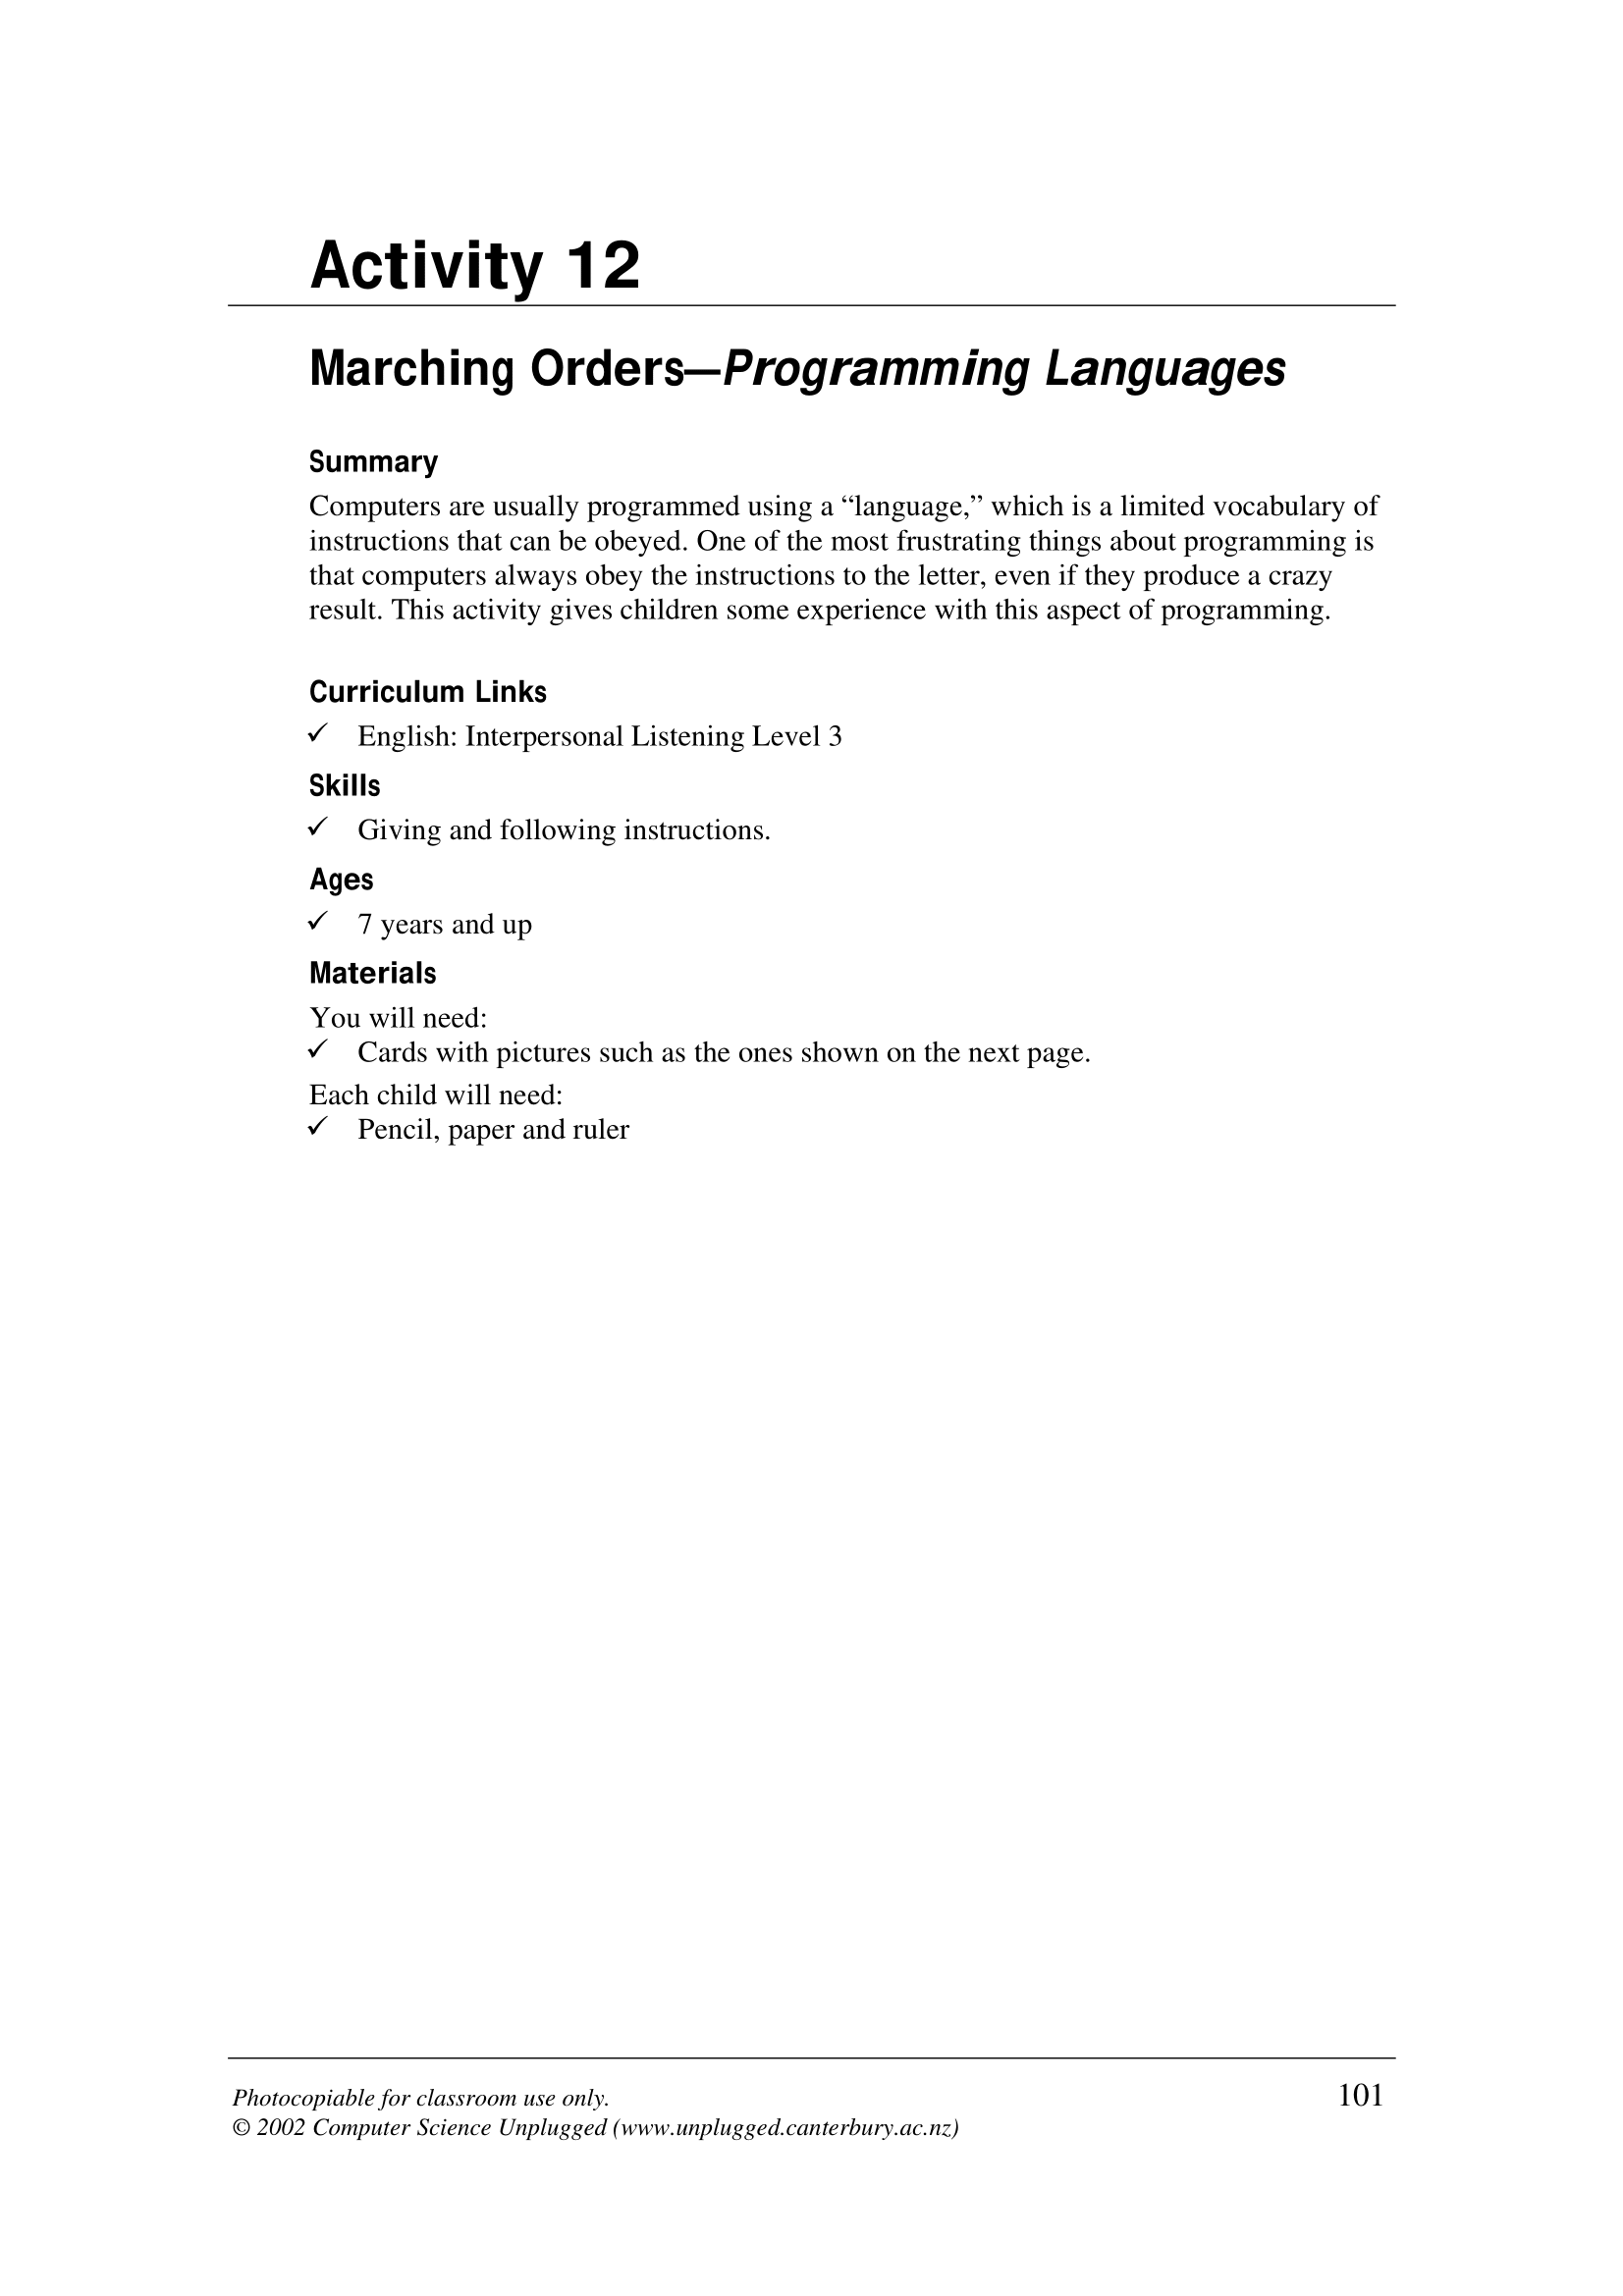 Activity 12
Marching Orders—Programming Languages
Summary
Computers are usually programmed using a “language,” which is a limited vocabulary of
instructions that can be obeyed. One of the most frustrating things about programming is
that computers always obey the instructions to the letter, even if they produce a crazy
result. This activity gives children some experience with this aspect of programming.
Curriculum Links
✓ English: Interpersonal Listening Level 3
Skills
✓ Giving and following instructions.
Ages
✓ 7 years and up
Materials
You will need:
✓ Cards with pictures such as the ones shown on the next page.
Each child will need:
✓ Pencil, paper and ruler
Photocopiable for classroom use only. 101
© 2002 Computer Science Unplugged (www.unplugged.canterbury.ac.nz)